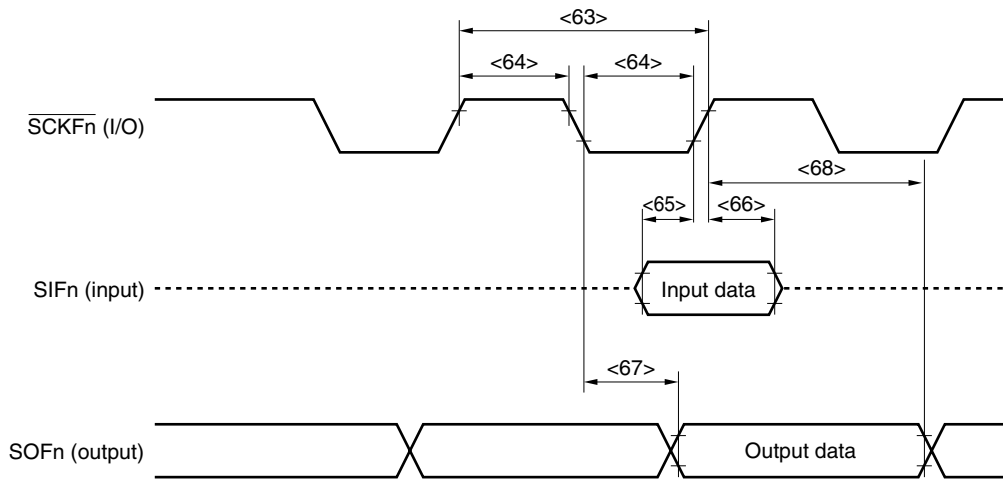 <63>
<64> <64>
SCKFn (I/O)
<68>
<65> <66>
SIFn (input) Input data
<67>
SOFn (output) Output data